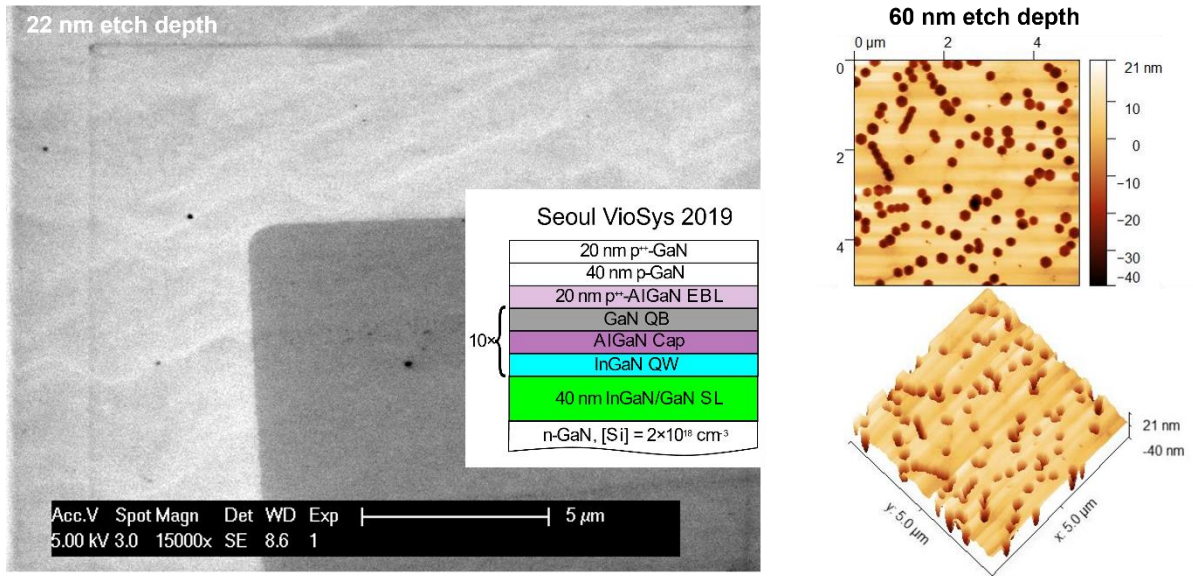 22 nm etch depth
Seoul VioSys 2019
20 nm p⁺⁺-GaN
40 nm p-GaN
20 nm p⁺⁺-AlGaN EBL
10×
GaN QB
AlGaN Cap
InGaN QW
40 nm InGaN/GaN SL
n-GaN, [Si] = 2×10¹⁸ cm⁻³
Acc.V Spot Magn Det WD Exp
5.00 kV 3.0 15000x SE 8.6 1
5 µm
60 nm etch depth
0 µm 2 4
0
2
4
21 nm
10
0
−10
−20
−30
−40
21 nm
-40 nm
y: 5.0 µm
x: 5.0 µm